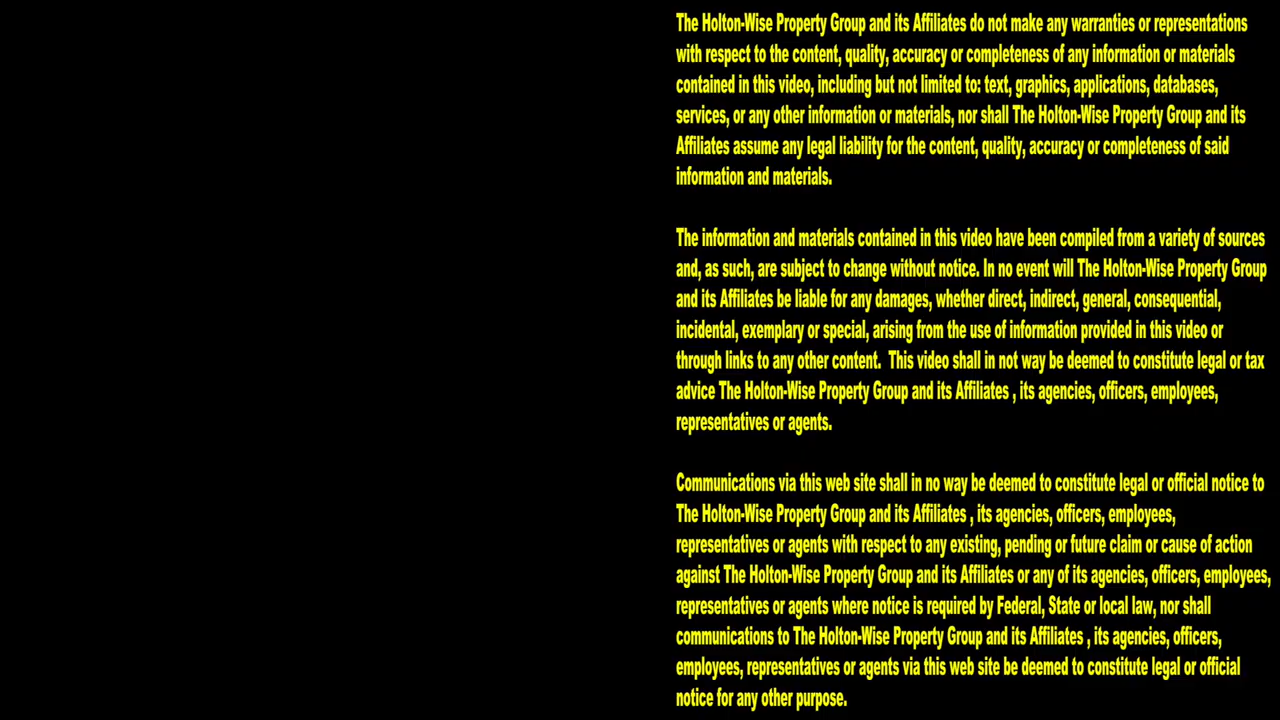 The Holton-Wise Property Group and its Affiliates do not make any warranties or representations
with respect to the content, quality, accuracy or completeness of any information or materials
contained in this video, including but not limited to: text, graphics, applications, databases,
services, or any other information or materials, nor shall The Holton-Wise Property Group and its
Affiliates assume any legal liability for the content, quality, accuracy or completeness of said
information and materials.
The information and materials contained in this video have been compiled from a variety of sources
and, as such, are subject to change without notice. In no event will The Holton-Wise Property Group
and its Affiliates be liable for any damages, whether direct, indirect, general, consequential,
incidental, exemplary or special, arising from the use of information provided in this video or
through links to any other content.  This video shall in not way be deemed to constitute legal or tax
advice The Holton-Wise Property Group and its Affiliates , its agencies, officers, employees,
representatives or agents.
Communications via this web site shall in no way be deemed to constitute legal or official notice to
The Holton-Wise Property Group and its Affiliates , its agencies, officers, employees,
representatives or agents with respect to any existing, pending or future claim or cause of action
against The Holton-Wise Property Group and its Affiliates or any of its agencies, officers, employees,
representatives or agents where notice is required by Federal, State or local law, nor shall
communications to The Holton-Wise Property Group and its Affiliates , its agencies, officers,
employees, representatives or agents via this web site be deemed to constitute legal or official
notice for any other purpose.